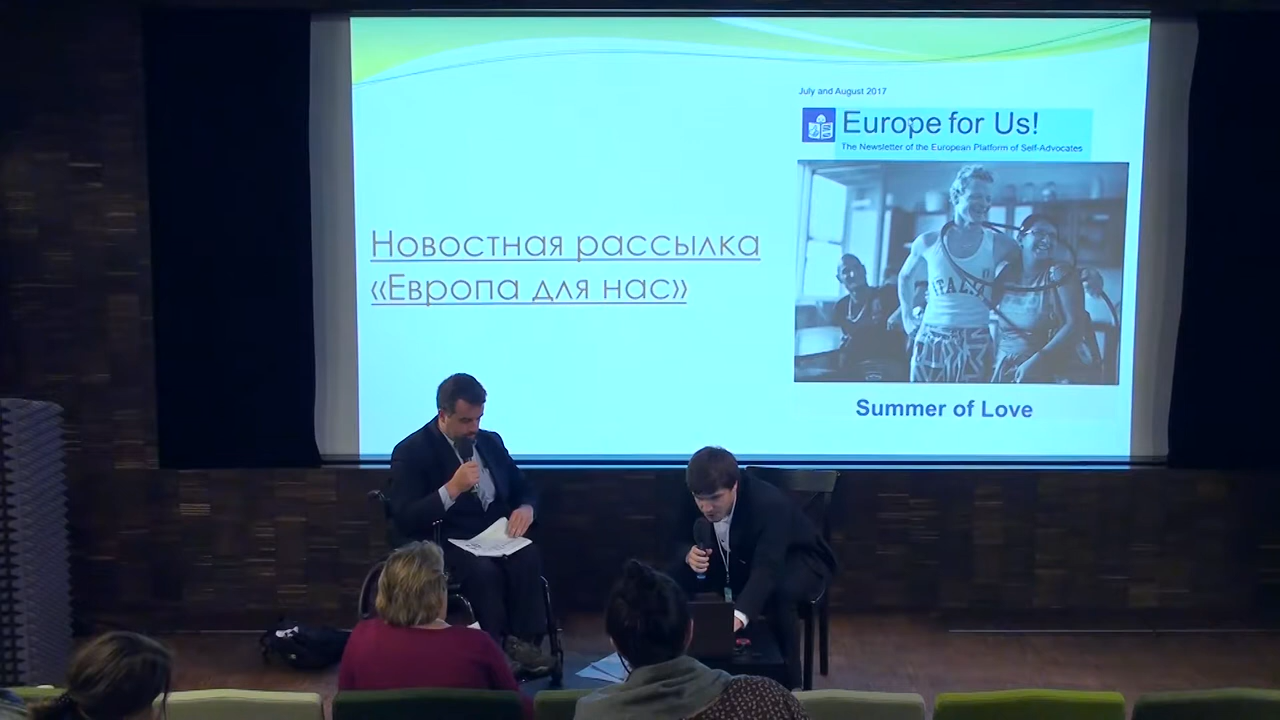 Новостная рассылка
«Европа для нас»
July and August 2017
Europe for Us!
The Newsletter of the European Platform of Self-Advocates
ITALIA
Summer of Love